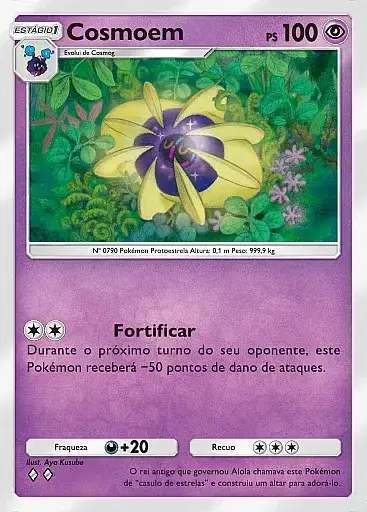 ESTÁGIO 1
Cosmoem
PS 100
Evolui de Cosmog
Nº 0790 Pokémon Protoestrela Altura: 0,1 m Peso: 999,9 kg
Fortificar
Durante o próximo turno do seu oponente, este
Pokémon receberá −50 pontos de dano de ataques.
Fraqueza +20
Recuo
Ilust. Aya Kusube
O rei antigo que governou Alola chamava este Pokémon
de "casulo de estrelas" e construiu um altar para adorá-lo.